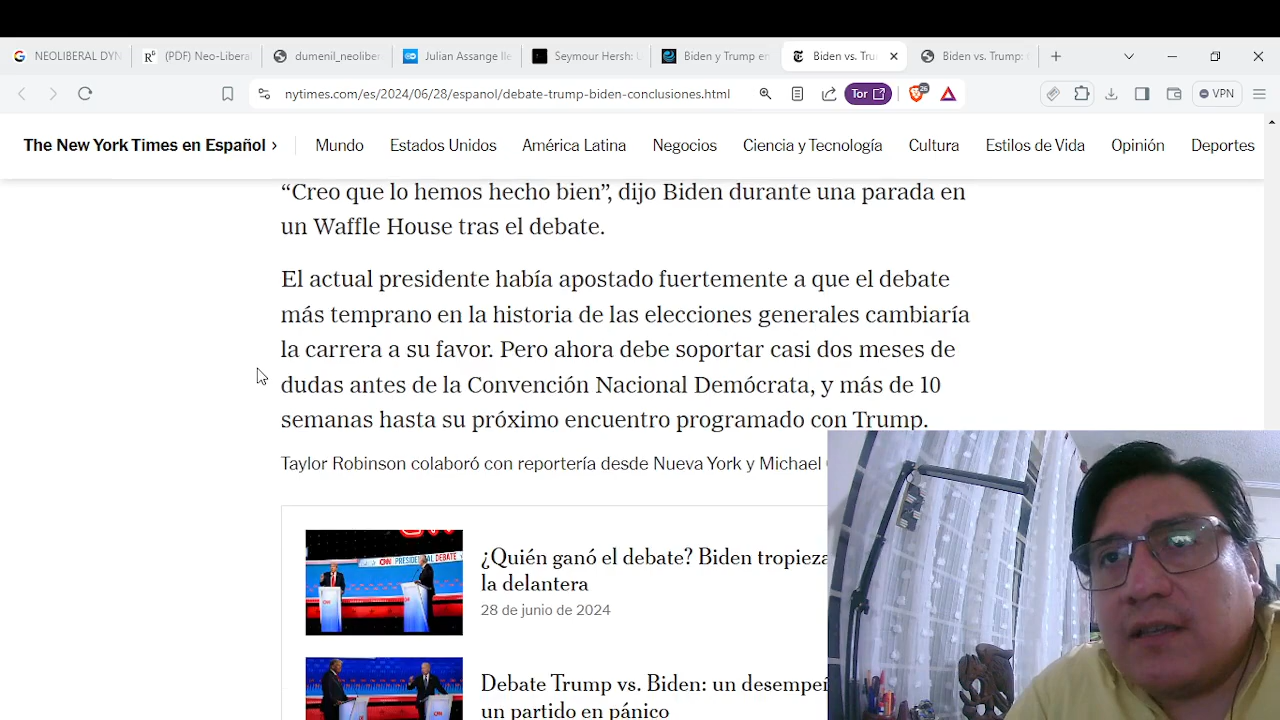 NEOLIBERAL DYN
(PDF) Neo-Liberal
dumenil_neolibe
Julian Assange lle
Seymour Hersh: U
Biden y Trump en
Biden vs. Tru
Biden vs. Trump:
nytimes.com/es/2024/06/28/espanol/debate-trump-biden-conclusiones.html
Tor
26
VPN
The New York Times en Español ›
Mundo
Estados Unidos
América Latina
Negocios
Ciencia y Tecnología
Cultura
Estilos de Vida
Opinión
Deportes
“Creo que lo hemos hecho bien”, dijo Biden durante una parada en
un Waffle House tras el debate.
El actual presidente había apostado fuertemente a que el debate
más temprano en la historia de las elecciones generales cambiaría
la carrera a su favor. Pero ahora debe soportar casi dos meses de
dudas antes de la Convención Nacional Demócrata, y más de 10
semanas hasta su próximo encuentro programado con Trump.
Taylor Robinson colaboró con reportería desde Nueva York y Michael
CNN PRESIDENTIAL DEBATE
¿Quién ganó el debate? Biden tropieza
la delantera
28 de junio de 2024
Debate Trump vs. Biden: un desempeñ
un partido en pánico